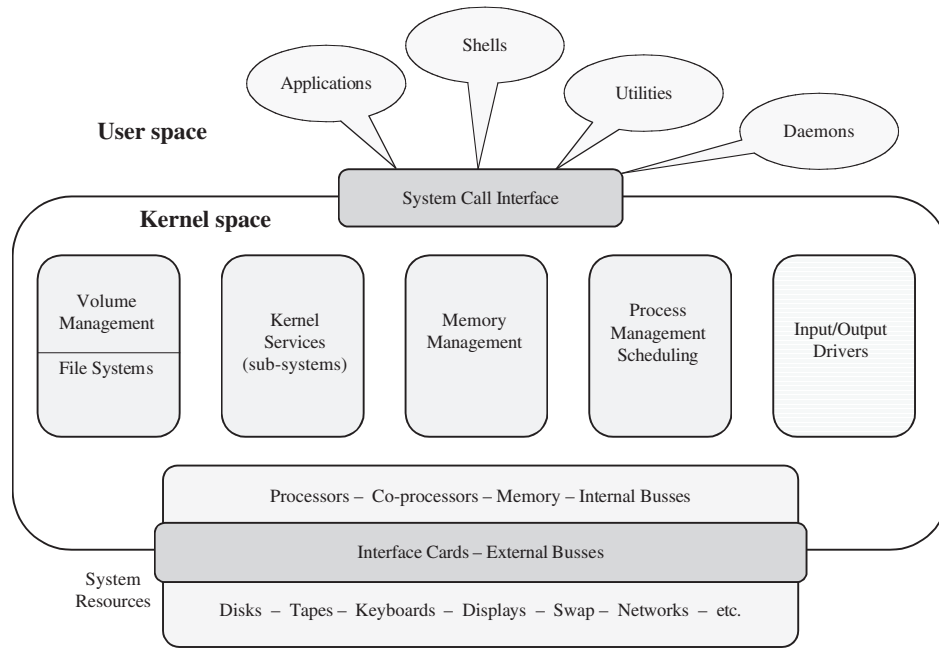 Shells
Applications
Utilities
Daemons
User space
System Call Interface
Kernel space
Volume
Management
File Systems
Kernel
Services
(sub-systems)
Memory
Management
Process
Management
Scheduling
Input/Output
Drivers
Processors – Co-processors – Memory – Internal Busses
Interface Cards – External Busses
System
Resources
Disks – Tapes – Keyboards – Displays – Swap – Networks – etc.